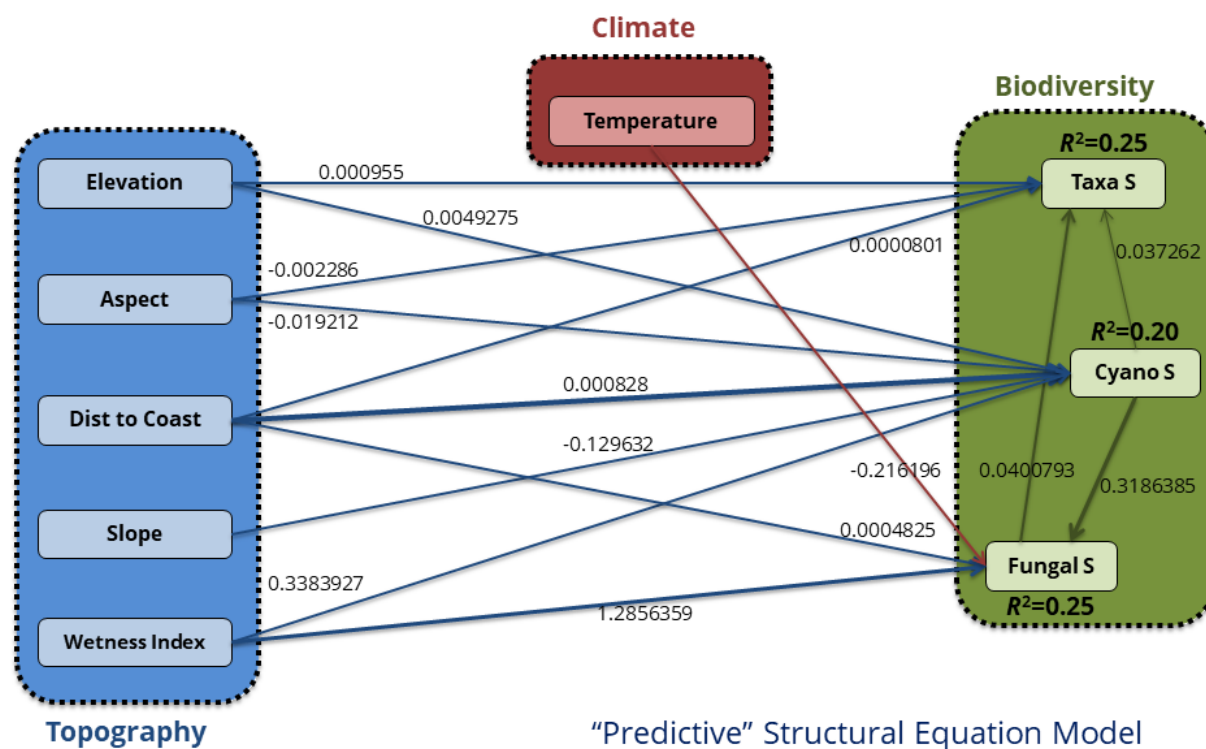 Climate
Temperature
Biodiversity
R²=0.25
Elevation
0.000955
Taxa S
0.0049275
0.0000801
0.037262
-0.002286
Aspect
-0.019212
R²=0.20
0.000828
Cyano S
Dist to Coast
-0.129632
-0.216196
0.0400793
0.3186385
Slope
0.0004825
Fungal S
0.3383927
1.2856359
R²=0.25
Wetness Index
Topography
“Predictive” Structural Equation Model